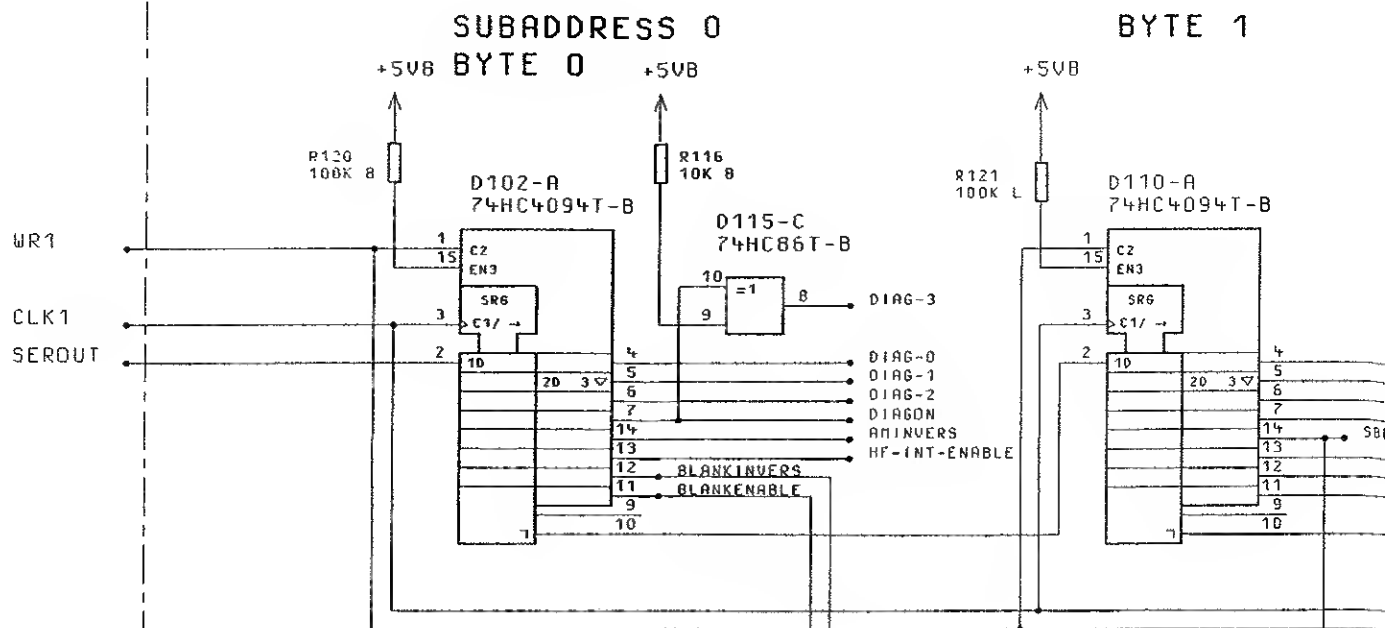 SUBADDRESS 0
BYTE 0
BYTE 1
+5VB
+5VB
+5VB
R120
100K B
R116
10K B
R121
100K L
D102-A
74HC4094T-B
D115-C
74HC86T-B
D110-A
74HC4094T-B
WR1
CLK1
SEROUT
1
15
3
2
C2
EN3
SRG
C1/ →
1D
2D 3 ▽
4
5
6
7
14
13
12
11
9
10
10
9
=1
8
DIAG-3
DIAG-0
DIAG-1
DIAG-2
DIAGON
AMINVERS
HF-INT-ENABLE
BLANKINVERS
BLANKENABLE
1
15
3
2
C2
EN3
SRG
C1/ →
1D
2D 3 ▽
4
5
6
7
14
13
12
11
9
10